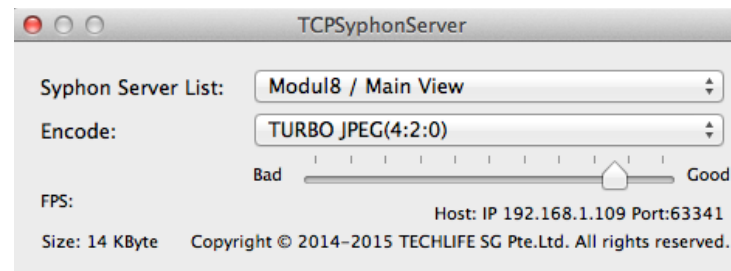 TCPSyphonServer
Syphon Server List: Modul8 / Main View
Encode: TURBO JPEG(4:2:0)
Bad Good
FPS:
Host: IP 192.168.1.109 Port:63341
Size: 14 KByte Copyright © 2014-2015 TECHLIFE SG Pte.Ltd. All rights reserved.